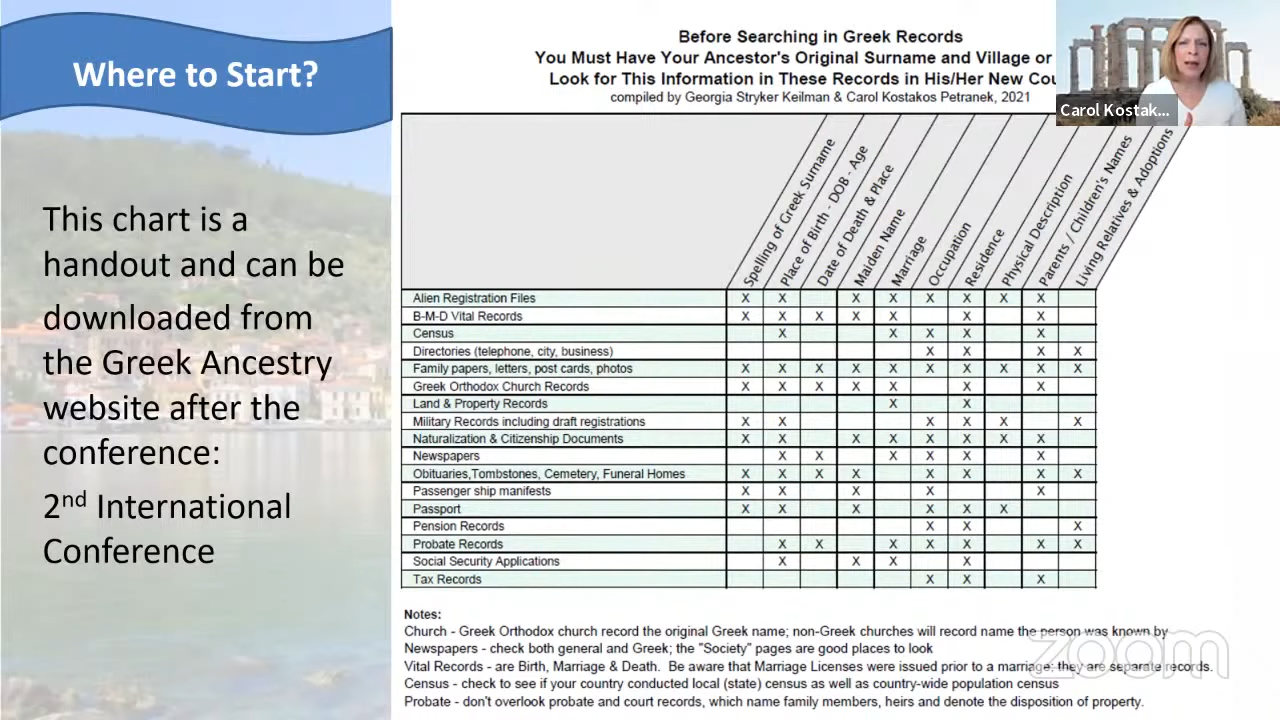 Where to Start?
This chart is a
handout and can be
downloaded from
the Greek Ancestry
website after the
conference:
2nd International
Conference
Before Searching in Greek Records
You Must Have Your Ancestor's Original Surname and Village or
Look for This Information in These Records in His/Her New
compiled by Georgia Stryker Keilman & Carol Kostakos Petranek, 2021
Carol Kostak...
Spelling of Greek Surname
Place of Birth - DOB - Age
Date of Death & Place
Maiden Name
Marriage
Occupation
Residence
Physical Description
Parents / Children's Names
Living Relatives & Adoptions
Alien Registration Files X X X X X X X X
B-M-D Vital Records X X X X X X X
Census X X X X X
Directories (telephone, city, business) X X X X
Family papers, letters, post cards, photos X X X X X X X X X X
Greek Orthodox Church Records X X X X X X X
Land & Property Records X X
Military Records including draft registrations X X X X X X
Naturalization & Citizenship Documents X X X X X X X X
Newspapers X X X X X X
Obituaries,Tombstones, Cemetery, Funeral Homes X X X X X X X X
Passenger ship manifests X X X X X
Passport X X X X X X
Pension Records X X X
Probate Records X X X X X X X
Social Security Applications X X X X
Tax Records X X X
Notes:
Church - Greek Orthodox church record the original Greek name; non-Greek churches will record name the person was known by
Newspapers - check both general and Greek; the "Society" pages are good places to look
Vital Records - are Birth, Marriage & Death. Be aware that Marriage Licenses were issued prior to a marriage; they are separate records.
Census - check to see if your country conducted local (state) census as well as country-wide population census
Probate - don't overlook probate and court records, which name family members, heirs and denote the disposition of property.
zoom